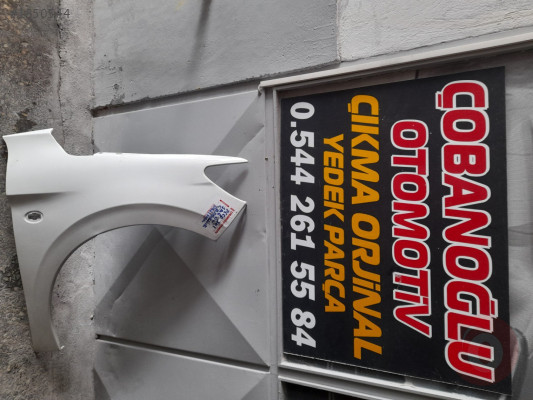 ÇOBANOĞLU
OTOMOTİV
ÇIKMA ORJİNAL
YEDEK PARÇA
0.544 261 55 84